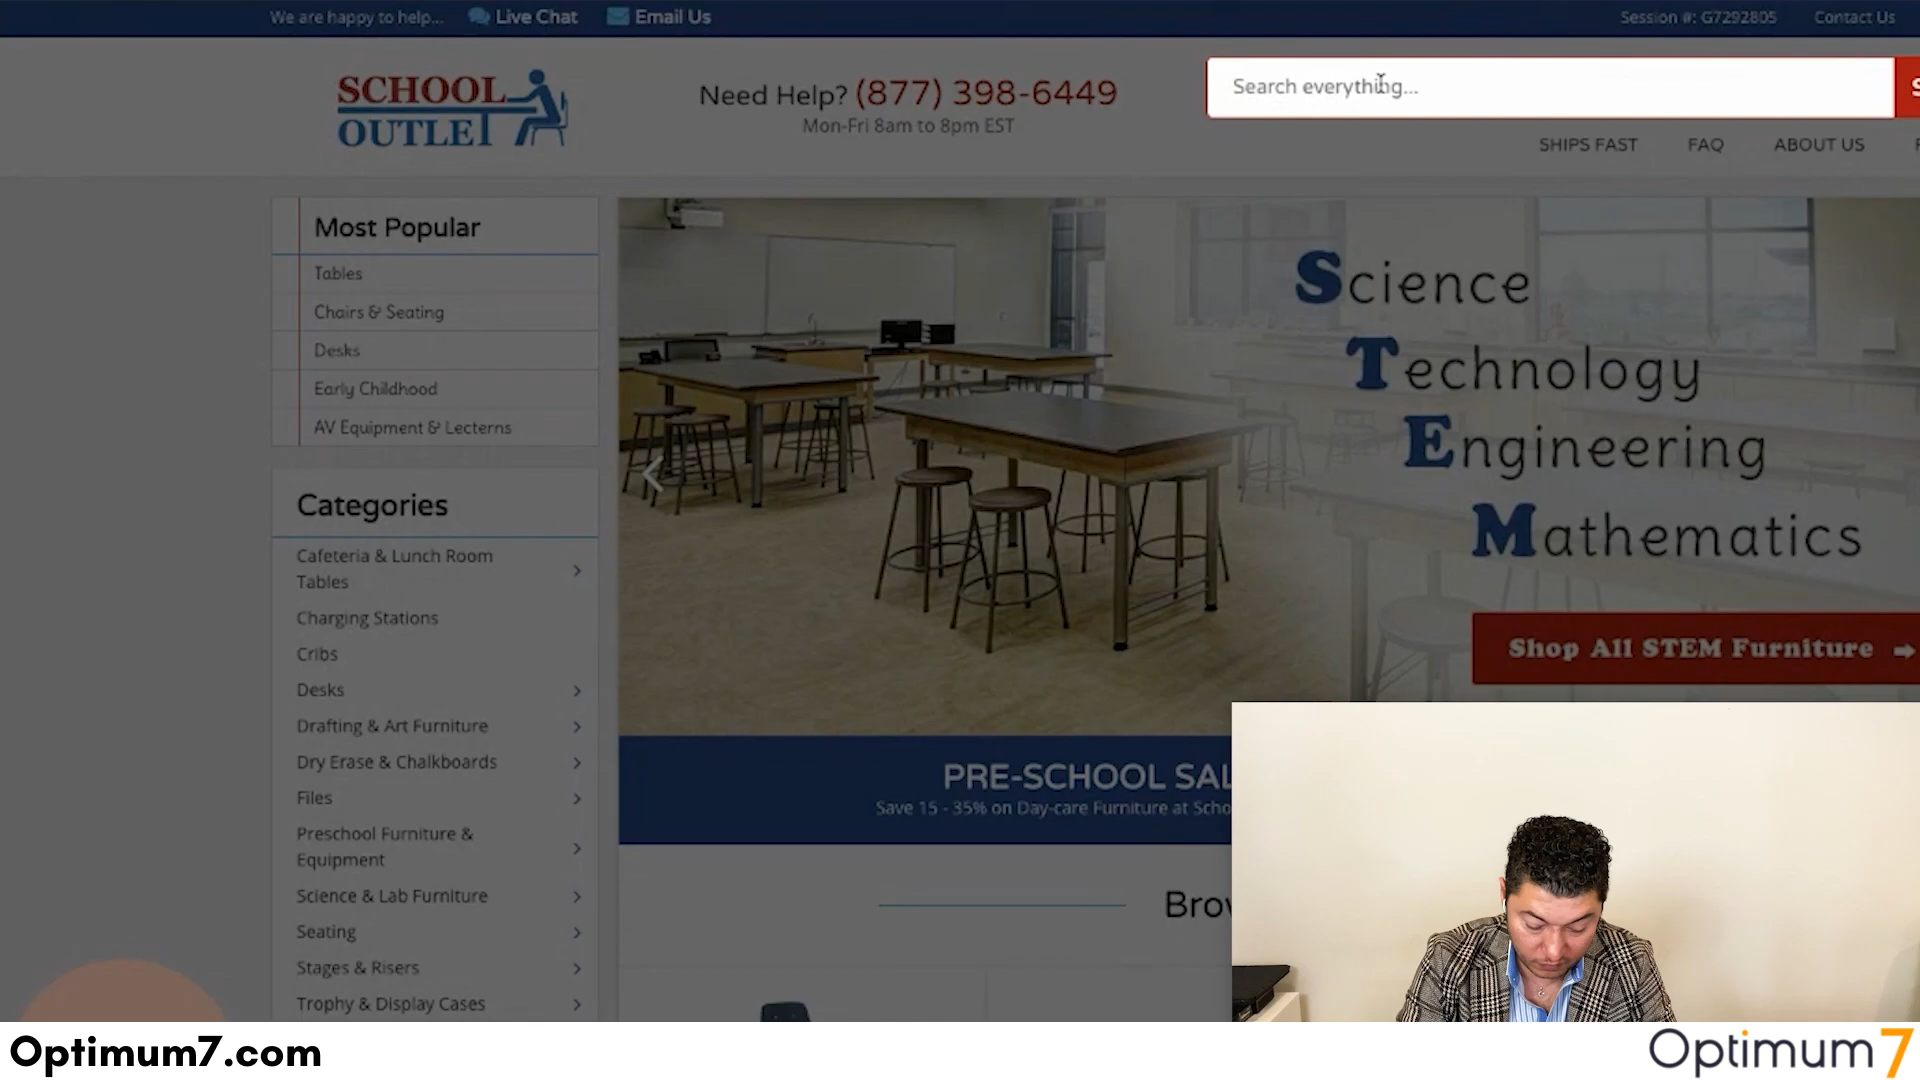 We are happy to help...
Live Chat
Email Us
Session #: G7292805
Contact Us
SCHOOL
OUTLET
Need Help? (877) 398-6449
Mon-Fri 8am to 8pm EST
Search everything...
SHIPS FAST
FAQ
ABOUT US
Most Popular
Tables
Chairs & Seating
Desks
Early Childhood
AV Equipment & Lecterns
Categories
Cafeteria & Lunch Room
Tables
Charging Stations
Cribs
Desks
Drafting & Art Furniture
Dry Erase & Chalkboards
Files
Preschool Furniture &
Equipment
Science & Lab Furniture
Seating
Stages & Risers
Trophy & Display Cases
Science
Technology
Engineering
Mathematics
Shop All STEM Furniture
PRE-SCHOOL SAL
Save 15 - 35% on Day-care Furniture at Scho
Brow
Optimum7.com
Optimum7